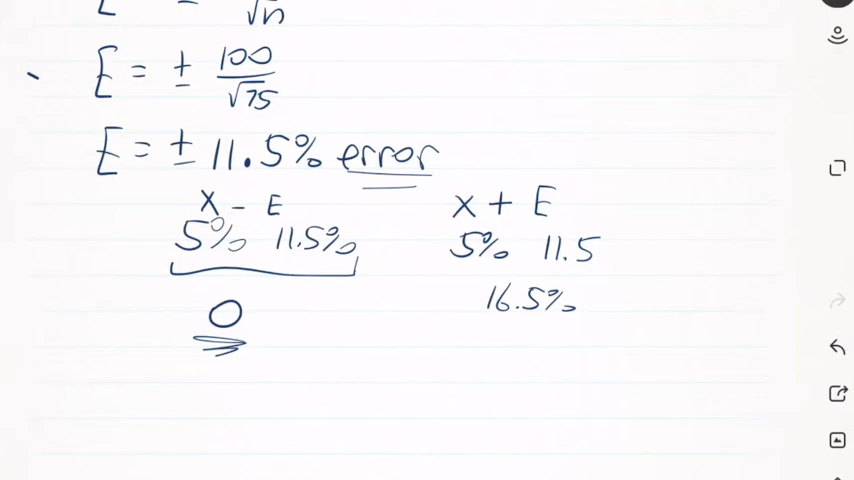 E = √n
E = ± 100/√75
E = ± 11.5% error
X - E X + E
5% 11.5% 5% 11.5
0 16.5%